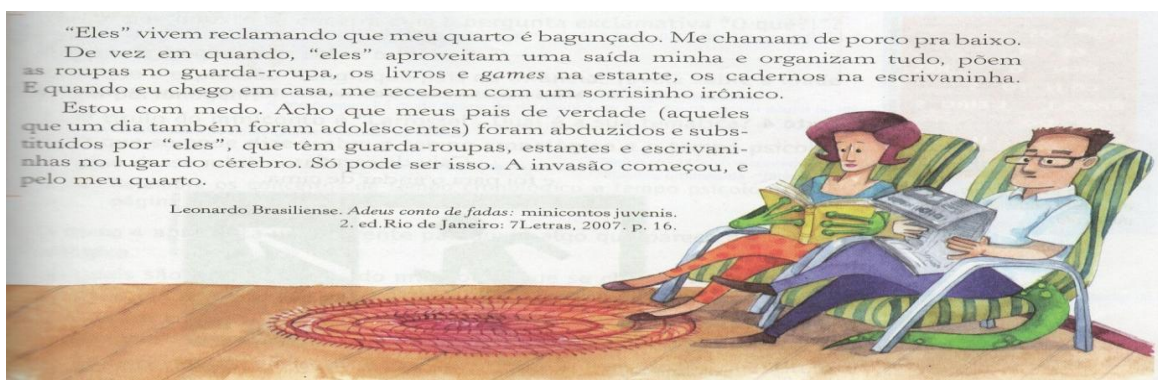 “Eles” vivem reclamando que meu quarto é bagunçado. Me chamam de porco pra baixo.
De vez em quando, “eles” aproveitam uma saída minha e organizam tudo, põem
as roupas no guarda-roupa, os livros e games na estante, os cadernos na escrivaninha.
E quando eu chego em casa, me recebem com um sorrisinho irônico.
Estou com medo. Acho que meus pais de verdade (aqueles
que um dia também foram adolescentes) foram abduzidos e subs-
tituídos por “eles”, que têm guarda-roupas, estantes e escrivani-
nhas no lugar do cérebro. Só pode ser isso. A invasão começou, e
pelo meu quarto.
Leonardo Brasiliense. Adeus conto de fadas: minicontos juvenis.
2. ed.Rio de Janeiro: 7Letras, 2007. p. 16.